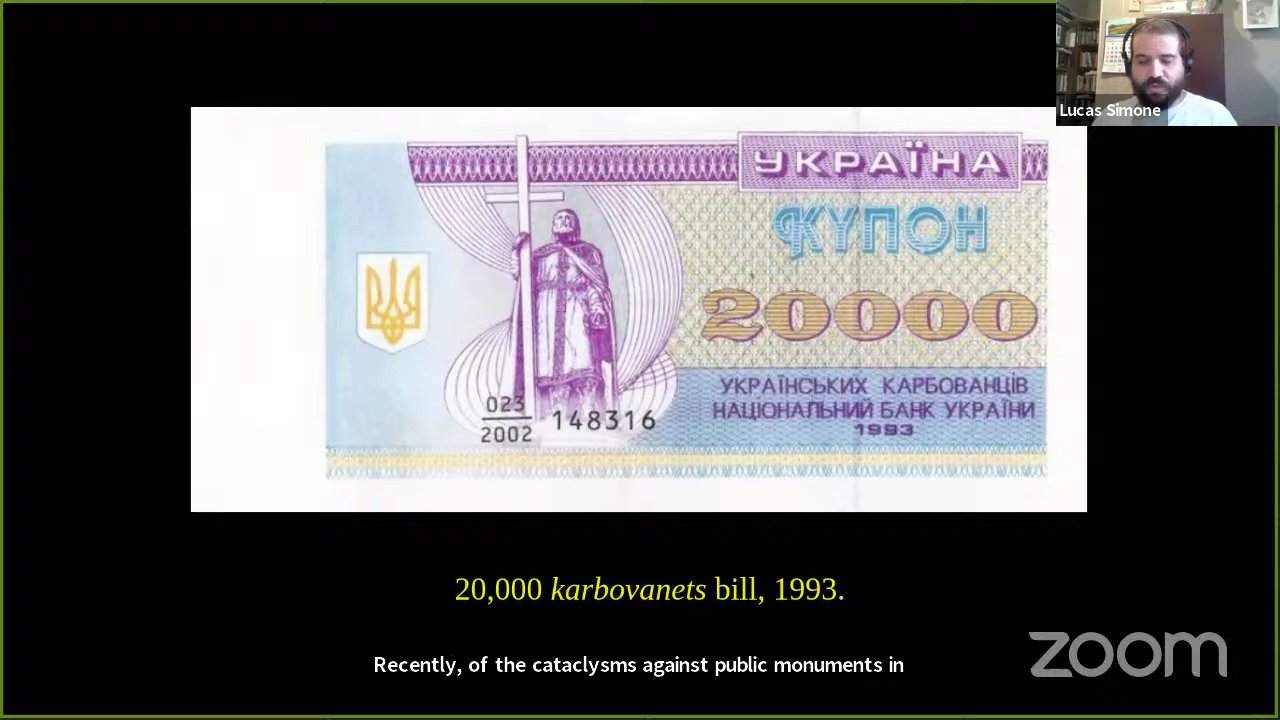 Lucas Simone
УКРАЇНА
КУПОН
20000
УКРАЇНСЬКИХ КАРБОВАНЦІВ
НАЦІОНАЛЬНИЙ БАНК УКРАЇНИ
1993
023
2002
148316
20,000 karbovanets bill, 1993.
Recently, of the cataclysms against public monuments in
zoom